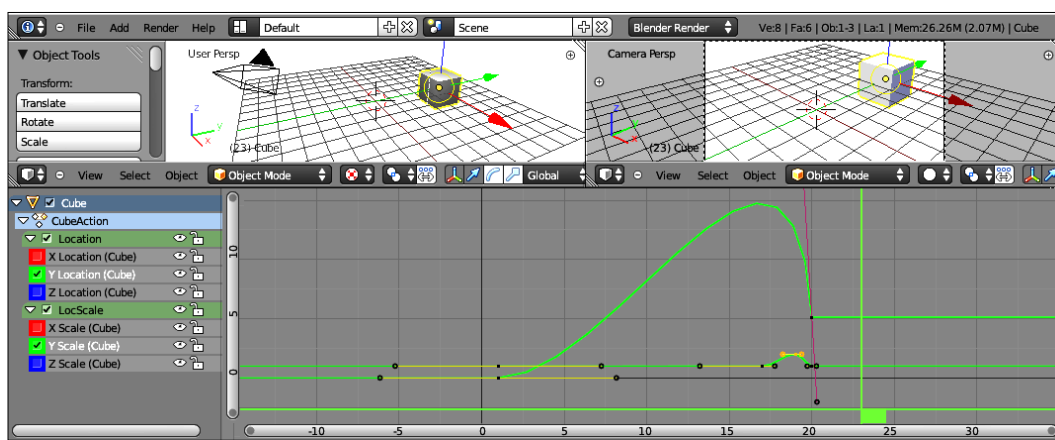 File Add Render Help Default Scene Blender Render Ve:8 | Fa:6 | Ob:1-3 | La:1 | Mem:26.26M (2.07M) | Cube
Object Tools
Transform:
Translate
Rotate
Scale
User Persp
z
y
x
(23) Cube
Camera Persp
z
y
x
(23) Cube
View Select Object Object Mode Global
View Select Object Object Mode
Cube
CubeAction
Location
X Location (Cube)
Y Location (Cube)
Z Location (Cube)
LocScale
X Scale (Cube)
Y Scale (Cube)
Z Scale (Cube)
10
5
0
-10 -5 0 5 10 15 20 25 30